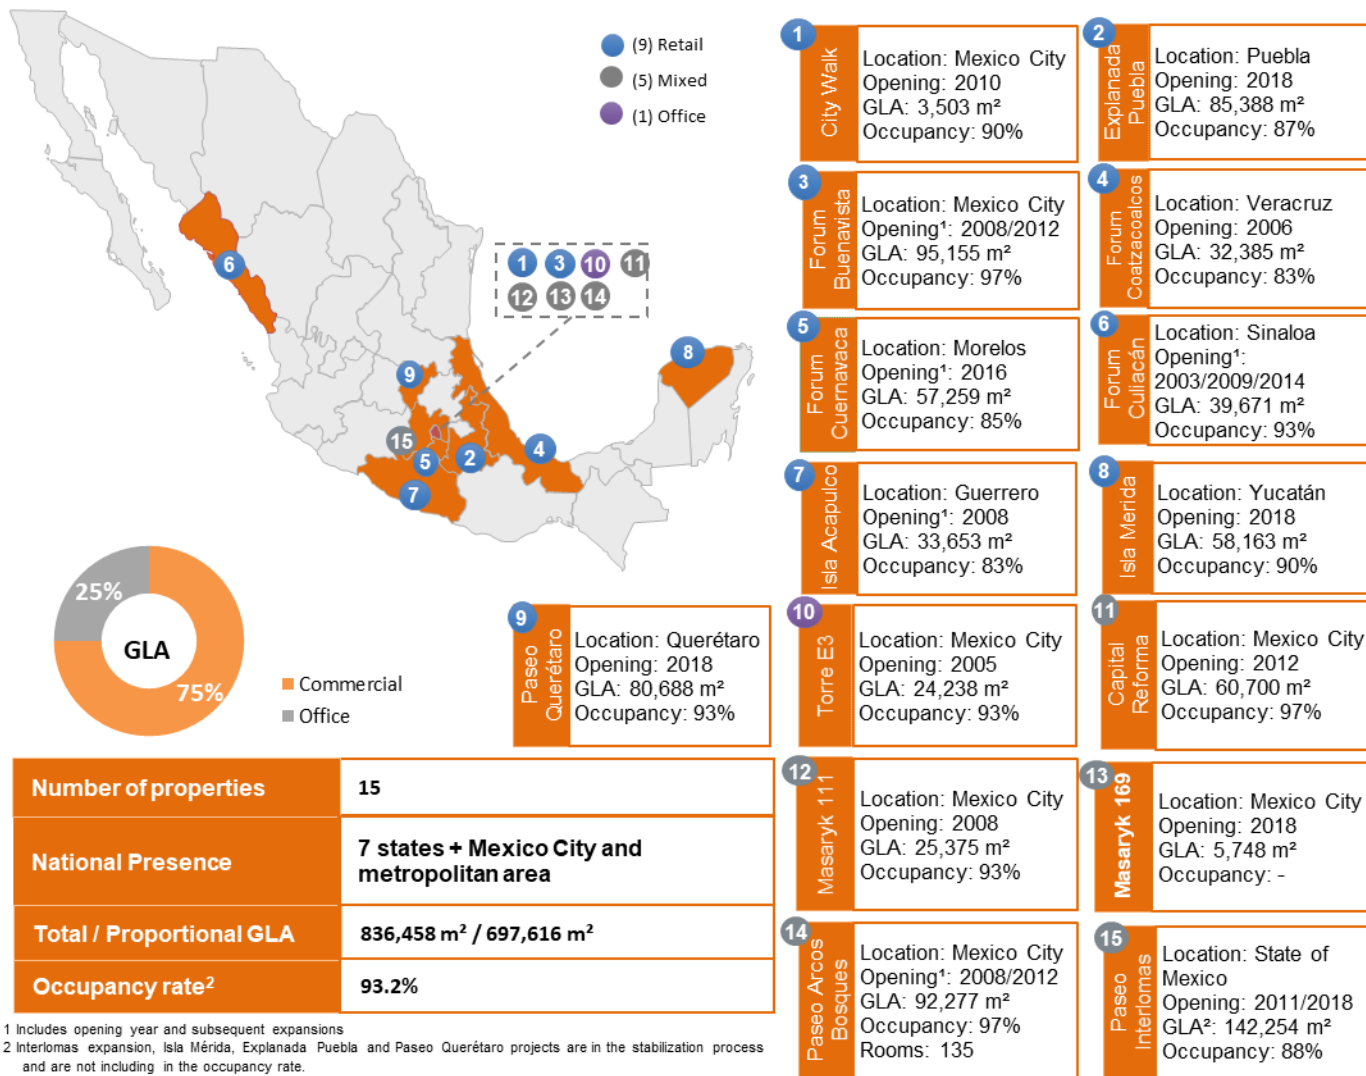 (9) Retail
(5) Mixed
(1) Office
6
1
3
10
11
12
13
14
8
9
15
5
2
4
7
25%
GLA
75%
Commercial
Office
1
City Walk
Location: Mexico City
Opening: 2010
GLA: 3,503 m²
Occupancy: 90%
2
Explanada
Puebla
Location: Puebla
Opening: 2018
GLA: 85,388 m²
Occupancy: 87%
3
Forum
Buenavista
Location: Mexico City
Opening¹: 2008/2012
GLA: 95,155 m²
Occupancy: 97%
4
Forum
Coatzacoalcos
Location: Veracruz
Opening: 2006
GLA: 32,385 m²
Occupancy: 83%
5
Forum
Cuernavaca
Location: Morelos
Opening¹: 2016
GLA: 57,259 m²
Occupancy: 85%
6
Forum
Culiacán
Location: Sinaloa
Opening¹:
2003/2009/2014
GLA: 39,671 m²
Occupancy: 93%
7
Isla Acapulco
Location: Guerrero
Opening¹: 2008
GLA: 33,653 m²
Occupancy: 83%
8
Isla Merida
Location: Yucatán
Opening: 2018
GLA: 58,163 m²
Occupancy: 90%
9
Paseo
Querétaro
Location: Querétaro
Opening: 2018
GLA: 80,688 m²
Occupancy: 93%
10
Torre E3
Location: Mexico City
Opening: 2005
GLA: 24,238 m²
Occupancy: 93%
11
Capital
Reforma
Location: Mexico City
Opening: 2012
GLA: 60,700 m²
Occupancy: 97%
12
Masaryk 111
Location: Mexico City
Opening: 2008
GLA: 25,375 m²
Occupancy: 93%
13
Masaryk 169
Location: Mexico City
Opening: 2018
GLA: 5,748 m²
Occupancy: -
14
Paseo Arcos
Bosques
Location: Mexico City
Opening¹: 2008/2012
GLA: 92,277 m²
Occupancy: 97%
Rooms: 135
15
Paseo
Interlomas
Location: State of
Mexico
Opening: 2011/2018
GLA²: 142,254 m²
Occupancy: 88%
Number of properties
15
National Presence
7 states + Mexico City and
metropolitan area
Total / Proportional GLA
836,458 m² / 697,616 m²
Occupancy rate²
93.2%
1 Includes opening year and subsequent expansions
2 Interlomas expansion, Isla Mérida, Explanada Puebla and Paseo Querétaro projects are in the stabilization process
and are not including in the occupancy rate.